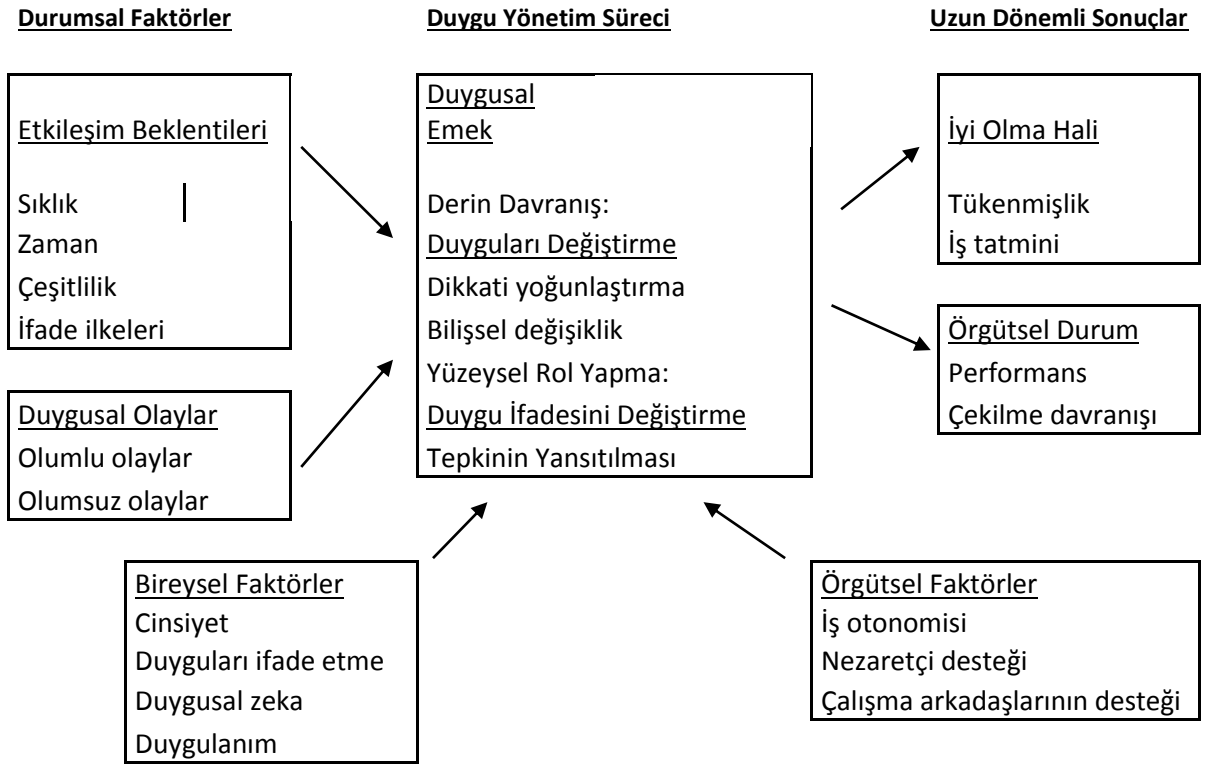 Durumsal Faktörler
Duygu Yönetim Süreci
Uzun Dönemli Sonuçlar
Etkileşim Beklentileri
Sıklık
Zaman
Çeşitlilik
İfade ilkeleri
Duygusal Olaylar
Olumlu olaylar
Olumsuz olaylar
Duygusal
Emek
Derin Davranış:
Duyguları Değiştirme
Dikkati yoğunlaştırma
Bilişsel değişiklik
Yüzeysel Rol Yapma:
Duygu İfadesini Değiştirme
Tepkinin Yansıtılması
İyi Olma Hali
Tükenmişlik
İş tatmini
Örgütsel Durum
Performans
Çekilme davranışı
Bireysel Faktörler
Cinsiyet
Duyguları ifade etme
Duygusal zeka
Duygulanım
Örgütsel Faktörler
İş otonomisi
Nezaretçi desteği
Çalışma arkadaşlarının desteği